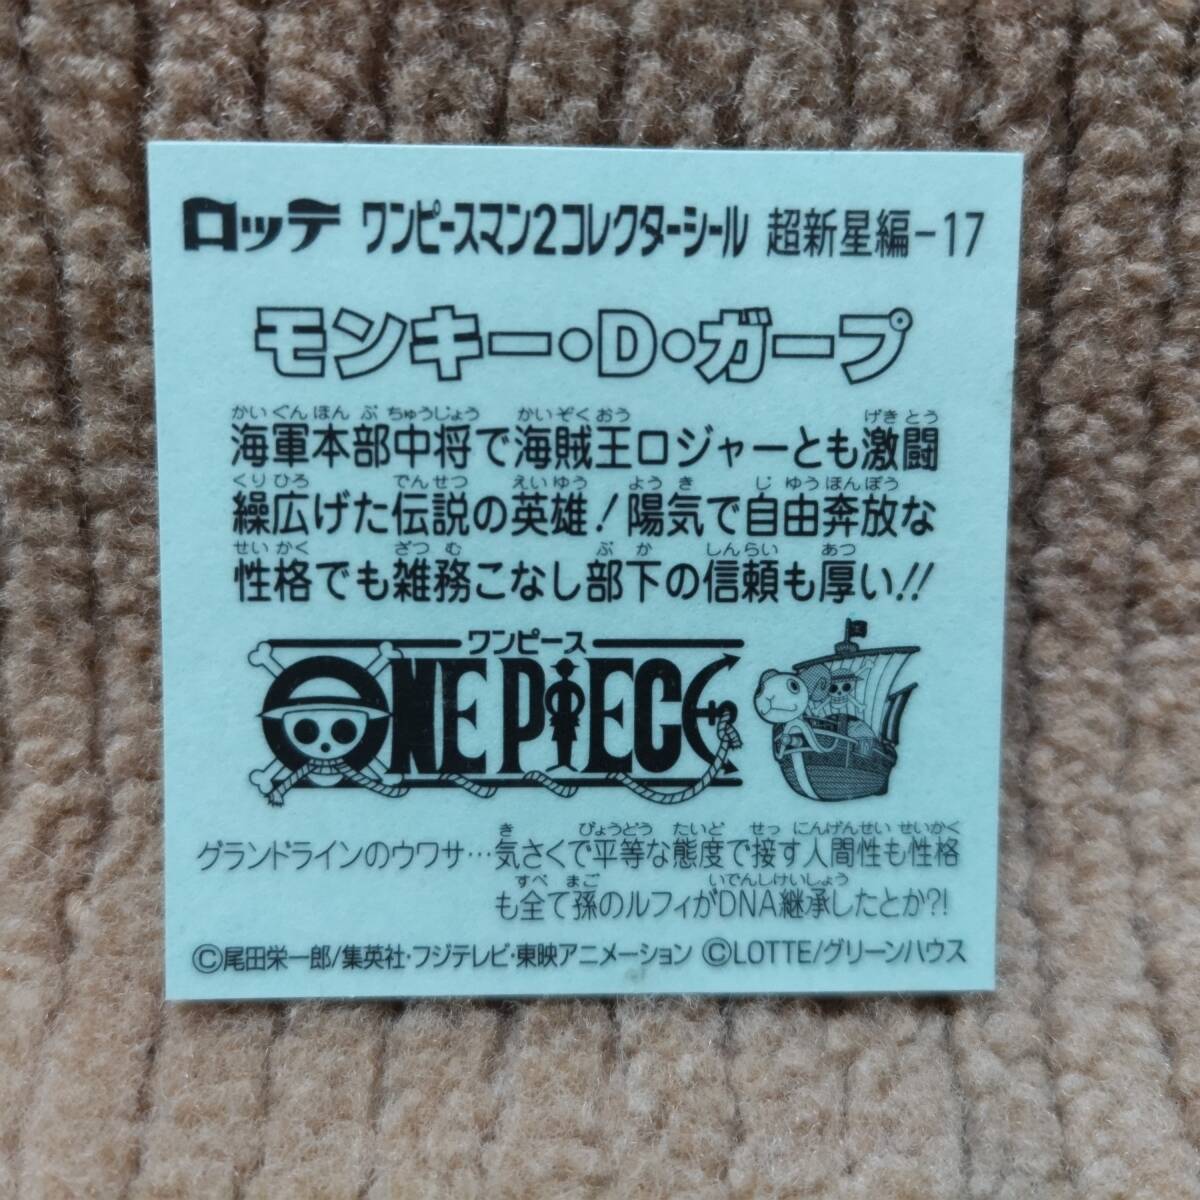 ロッテ ワンピースマン2コレクターシール 超新星編-17
モンキー・D・ガープ
かいぐんほんぶちゅうじょう かいぞくおう げきとう
海軍本部中将で海賊王ロジャーとも激闘
くりひろ でんせつ えいゆう ようき じゆうほんぽう
繰広げた伝説の英雄！陽気で自由奔放な
せいかく ざつむ ぶか しんらい あつ
性格でも雑務こなし部下の信頼も厚い!!
ワンピース
ONE PIECE
き びょうどう たいど せっ にんげんせい せいかく
グランドラインのウワサ…気さくで平等な態度で接す人間性も性格
すべ まご いでんしけいしょう
も全て孫のルフィがDNA継承したとか?!
©尾田栄一郎/集英社・フジテレビ・東映アニメーション ©LOTTE/グリーンハウス